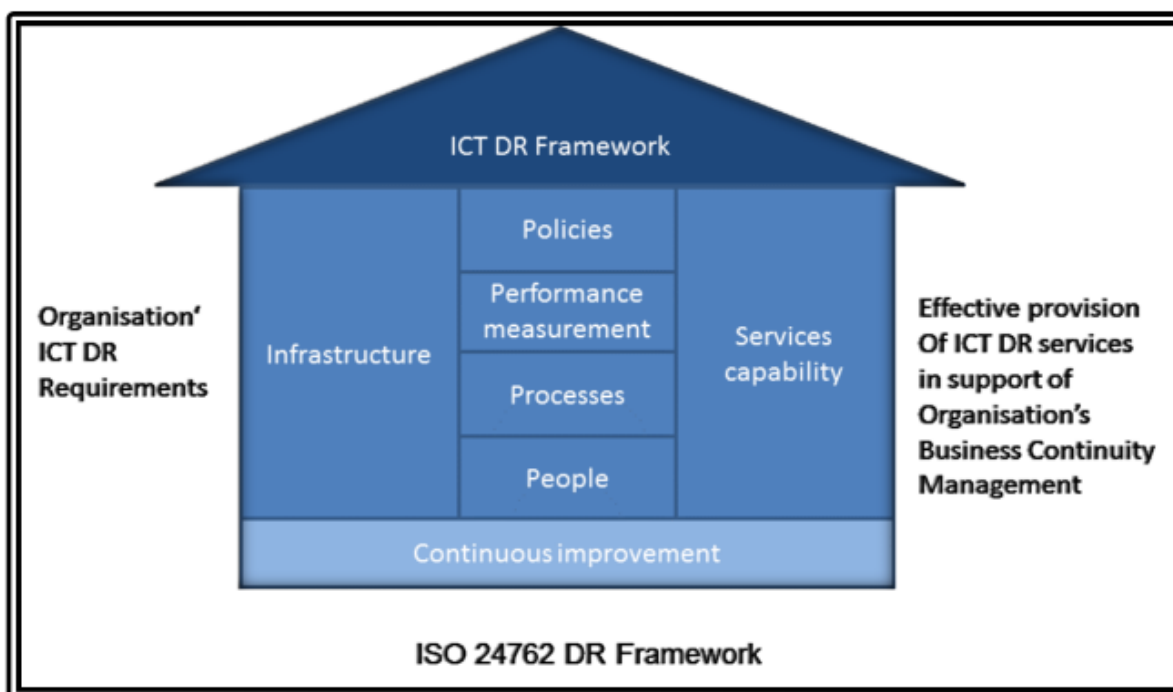 ICT DR Framework
Organisation'
ICT DR
Requirements
Infrastructure
Policies
Performance
measurement
Processes
People
Services
capability
Continuous improvement
Effective provision
Of ICT DR services
in support of
Organisation's
Business Continuity
Management
ISO 24762 DR Framework